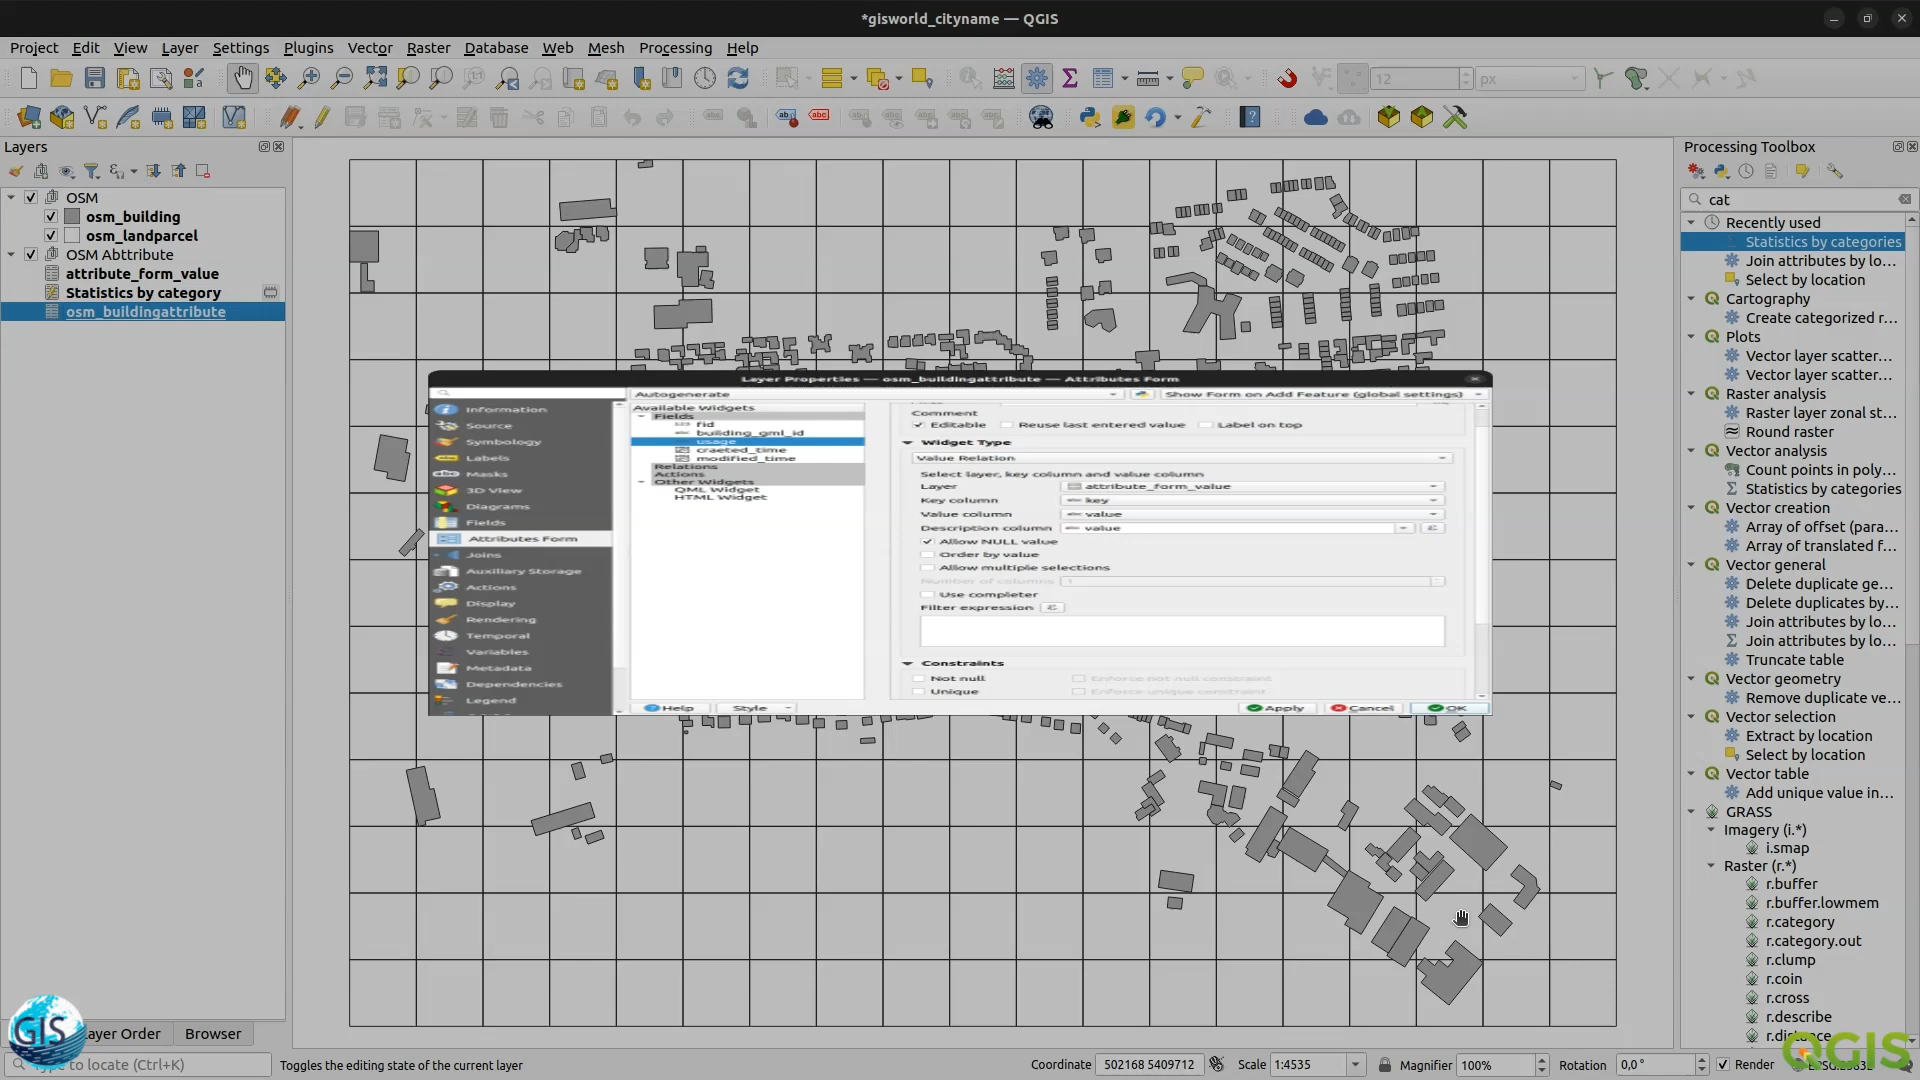 *gisworld_cityname — QGIS
Project Edit View Layer Settings Plugins Vector Raster Database Web Mesh Processing Help
12 px
Layers
OSM
osm_building
osm_landparcel
OSM Abttribute
attribute_form_value
Statistics by category
osm_buildingattribute
Layer Properties — osm_buildingattribute — Attributes Form
Autogenerate
Show Form on Add Feature (global settings)
Information
Source
Symbology
Labels
Masks
3D View
Diagrams
Fields
Attributes Form
Joins
Auxiliary Storage
Actions
Display
Rendering
Temporal
Variables
Metadata
Dependencies
Legend
Available Widgets
Fields
fid
building_gml_id
usage
craeted_time
modified_time
Relations
Actions
Other Widgets
QML Widget
HTML Widget
Comment
Editable Reuse last entered value Label on top
Widget Type
Value Relation
Select layer, key column and value column
Layer attribute_form_value
Key column key
Value column value
Description column value
Allow NULL value
Order by value
Allow multiple selections
Number of columns 1
Use completer
Filter expression
Constraints
Not null Enforce not null constraint
Unique Enforce unique constraint
Help Style Apply Cancel OK
Processing Toolbox
cat
Recently used
Statistics by categories
Join attributes by lo...
Select by location
Cartography
Create categorized r...
Plots
Vector layer scatter...
Vector layer scatter...
Raster analysis
Raster layer zonal st...
Round raster
Vector analysis
Count points in poly...
Statistics by categories
Vector creation
Array of offset (para...
Array of translated f...
Vector general
Delete duplicate ge...
Delete duplicates by...
Join attributes by lo...
Join attributes by lo...
Truncate table
Vector geometry
Remove duplicate ve...
Vector selection
Extract by location
Select by location
Vector table
Add unique value in...
GRASS
Imagery (i.*)
i.smap
Raster (r.*)
r.buffer
r.buffer.lowmem
r.category
r.category.out
r.clump
r.coin
r.cross
r.describe
GIS
ayer Order Browser
to locate (Ctrl+K)
Toggles the editing state of the current layer
Coordinate 502168 5409712 Scale 1:4535 Magnifier 100% Rotation 0,0° Render
QGIS